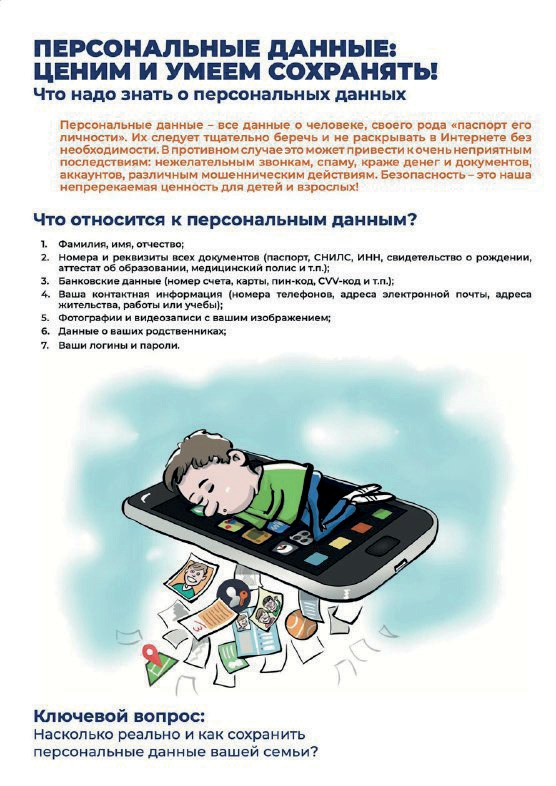 ПЕРСОНАЛЬНЫЕ ДАННЫЕ:
ЦЕНИМ И УМЕЕМ СОХРАНЯТЬ!
Что надо знать о персональных данных
Персональные данные – все данные о человеке, своего рода «паспорт его
личности». Их следует тщательно беречь и не раскрывать в Интернете без
необходимости. В противном случае это может привести к очень неприятным
последствиям: нежелательным звонкам, спаму, краже денег и документов,
аккаунтов, различным мошенническим действиям. Безопасность – это наша
непререкаемая ценность для детей и взрослых!
Что относится к персональным данным?
1. Фамилия, имя, отчество;
2. Номера и реквизиты всех документов (паспорт, СНИЛС, ИНН, свидетельство о рождении,
аттестат об образовании, медицинский полис и т.п.);
3. Банковские данные (номер счета, карты, пин-код, CVV-код и т.п.);
4. Ваша контактная информация (номера телефонов, адреса электронной почты, адреса
жительства, работы или учебы);
5. Фотографии и видеозаписи с вашим изображением;
6. Данные о ваших родственниках;
7. Ваши логины и пароли.
Ключевой вопрос:
Насколько реально и как сохранить
персональные данные вашей семьи?